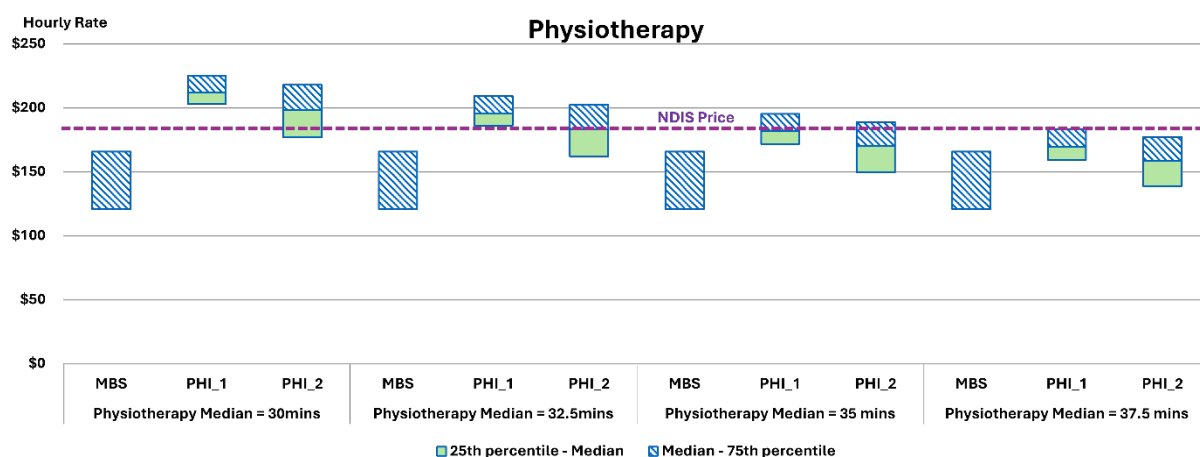 Hourly Rate
Physiotherapy
$250
$200
NDIS Price
$150
$100
$50
$0
MBS PHI_1 PHI_2 MBS PHI_1 PHI_2 MBS PHI_1 PHI_2 MBS PHI_1 PHI_2
Physiotherapy Median = 30mins Physiotherapy Median = 32.5mins Physiotherapy Median = 35 mins Physiotherapy Median = 37.5 mins
25th percentile - Median Median - 75th percentile